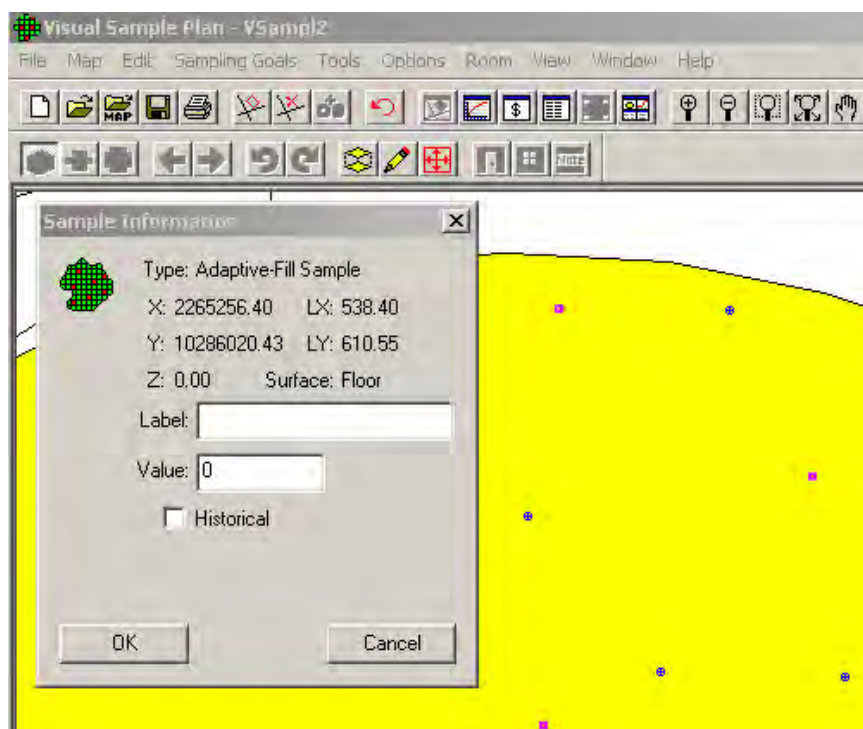 Visual Sample Plan - VSampl2
File Map Edit Sampling Goals Tools Options Room View Window Help
MAP
$
Note
Sample Information
Type: Adaptive-Fill Sample
X: 2265256.40 LX: 538.40
Y: 10286020.43 LY: 610.55
Z: 0.00 Surface: Floor
Label:
Value: 0
Historical
OK Cancel